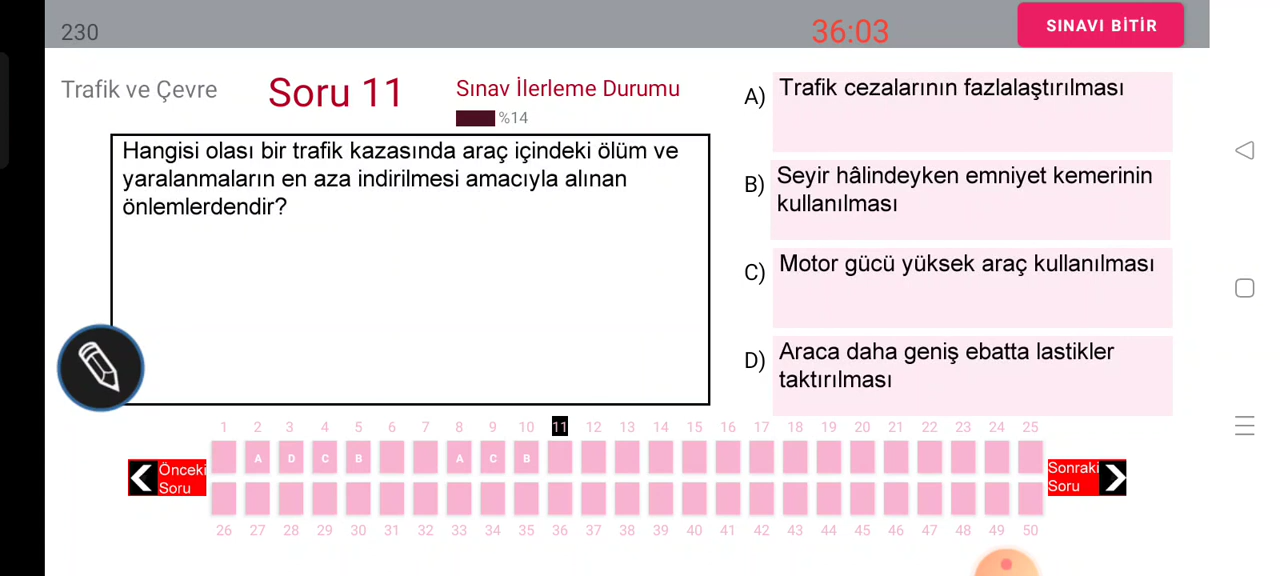 230
36:03
SINAVI BİTİR
Trafik ve Çevre
Soru 11
Sınav İlerleme Durumu
%14
Hangisi olası bir trafik kazasında araç içindeki ölüm ve
yaralanmaların en aza indirilmesi amacıyla alınan
önlemlerdendir?
A) Trafik cezalarının fazlalaştırılması
B) Seyir hâlindeyken emniyet kemerinin
kullanılması
C) Motor gücü yüksek araç kullanılması
D) Araca daha geniş ebatta lastikler
taktırılması
1 2 3 4 5 6 7 8 9 10 11 12 13 14 15 16 17 18 19 20 21 22 23 24 25
A D C B A C B
Önceki
Soru
Sonraki
Soru
26 27 28 29 30 31 32 33 34 35 36 37 38 39 40 41 42 43 44 45 46 47 48 49 50